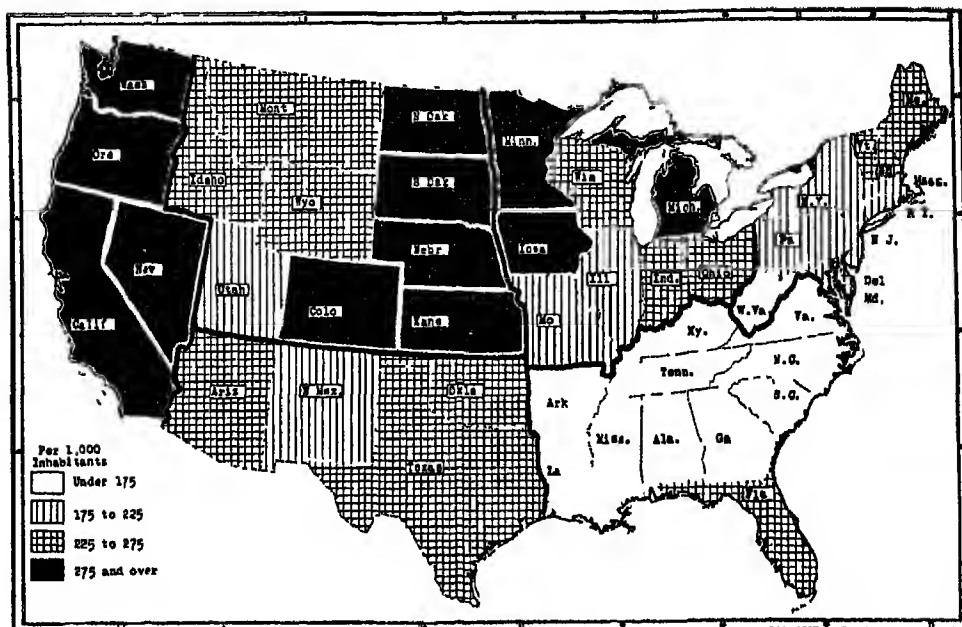 Wash
Mont
N Dak
Minn.
Me.
Ore
Idaho
Wyo
S Dak
Wis
Mich.
N.Y.
Vt.
NH
Mass.
R I.
Nev
Utah
Colo
Nebr
Iowa
Ill
Ind.
Ohio
Pa
N J.
Del
Md.
Calif
Kans
Mo
W.Va
Va.
Ky.
Tenn.
N.C.
S.C.
Ariz
N Mex.
Okla
Ark
Miss.
Ala.
Ga
Texas
La
Fla
Per 1,000
Inhabitants
Under 175
175 to 225
225 to 275
275 and over